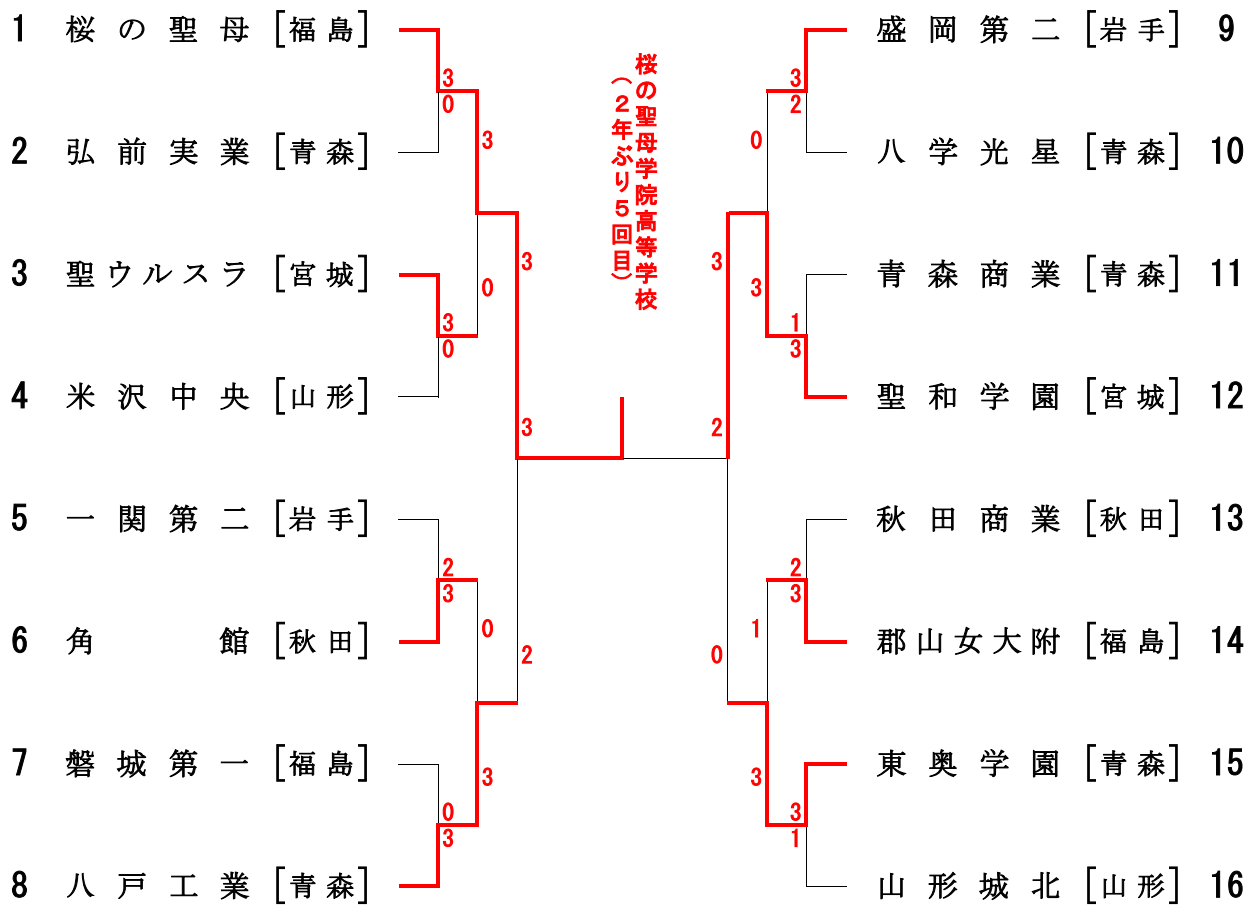 1 桜の聖母 [福島]
2 弘前実業 [青森]
3 聖ウルスラ [宮城]
4 米沢中央 [山形]
5 一関第二 [岩手]
6 角館 [秋田]
7 磐城第一 [福島]
8 八戸工業 [青森]
3
0
3
0
2
3
0
3
3
0
0
3
3
2
3
桜の聖母学院高等学校
（2年ぶり5回目）
2
3
0
0
3
1
3
3
2
1
3
2
3
3
1
盛岡第二 [岩手] 9
八学光星 [青森] 10
青森商業 [青森] 11
聖和学園 [宮城] 12
秋田商業 [秋田] 13
郡山女大附 [福島] 14
東奥学園 [青森] 15
山形城北 [山形] 16